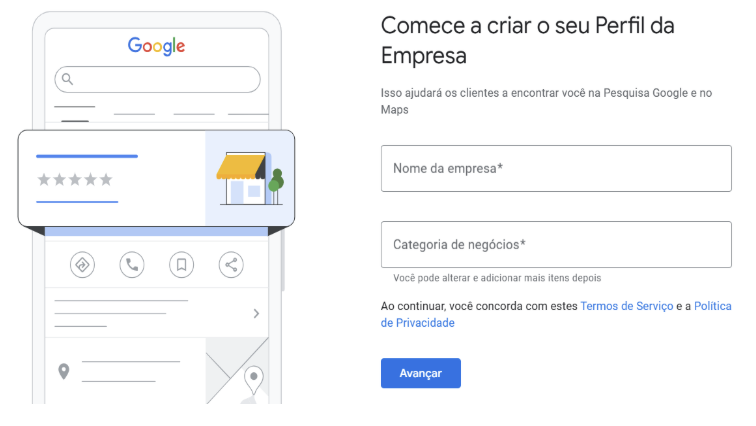 Google
Comece a criar o seu Perfil da
Empresa
Isso ajudará os clientes a encontrar você na Pesquisa Google e no
Maps
Nome da empresa*
Categoria de negócios*
Você pode alterar e adicionar mais itens depois
Ao continuar, você concorda com estes Termos de Serviço e a Política
de Privacidade
Avançar